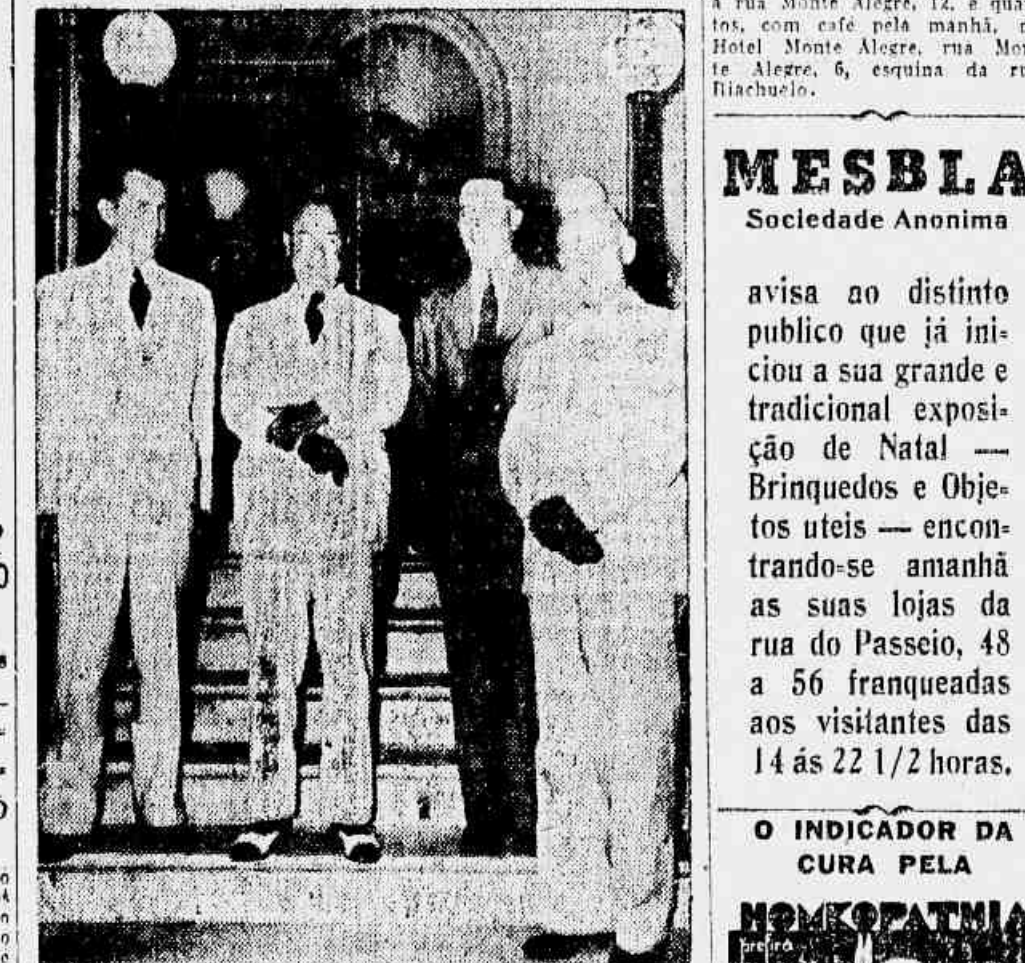 a rua Monte Alegre, 12, e qua
tos, com café pela manhã,
Hotel Monte Alegre, rua Mon
te Alegre, 6, esquina da ru
Riachuelo.
MESBLA
Sociedade Anonima
avisa ao distinto
publico que já ini=
ciou a sua grande e
tradicional exposi=
ção de Natal —
Brinquedos e Obje=
tos uteis — encon=
trando=se amanhã
as suas lojas da
rua do Passeio, 48
a 56 franqueadas
aos visitantes das
14 ás 22 1/2 horas.
O INDICADOR DA
CURA PELA
HOMŒOPATHIA